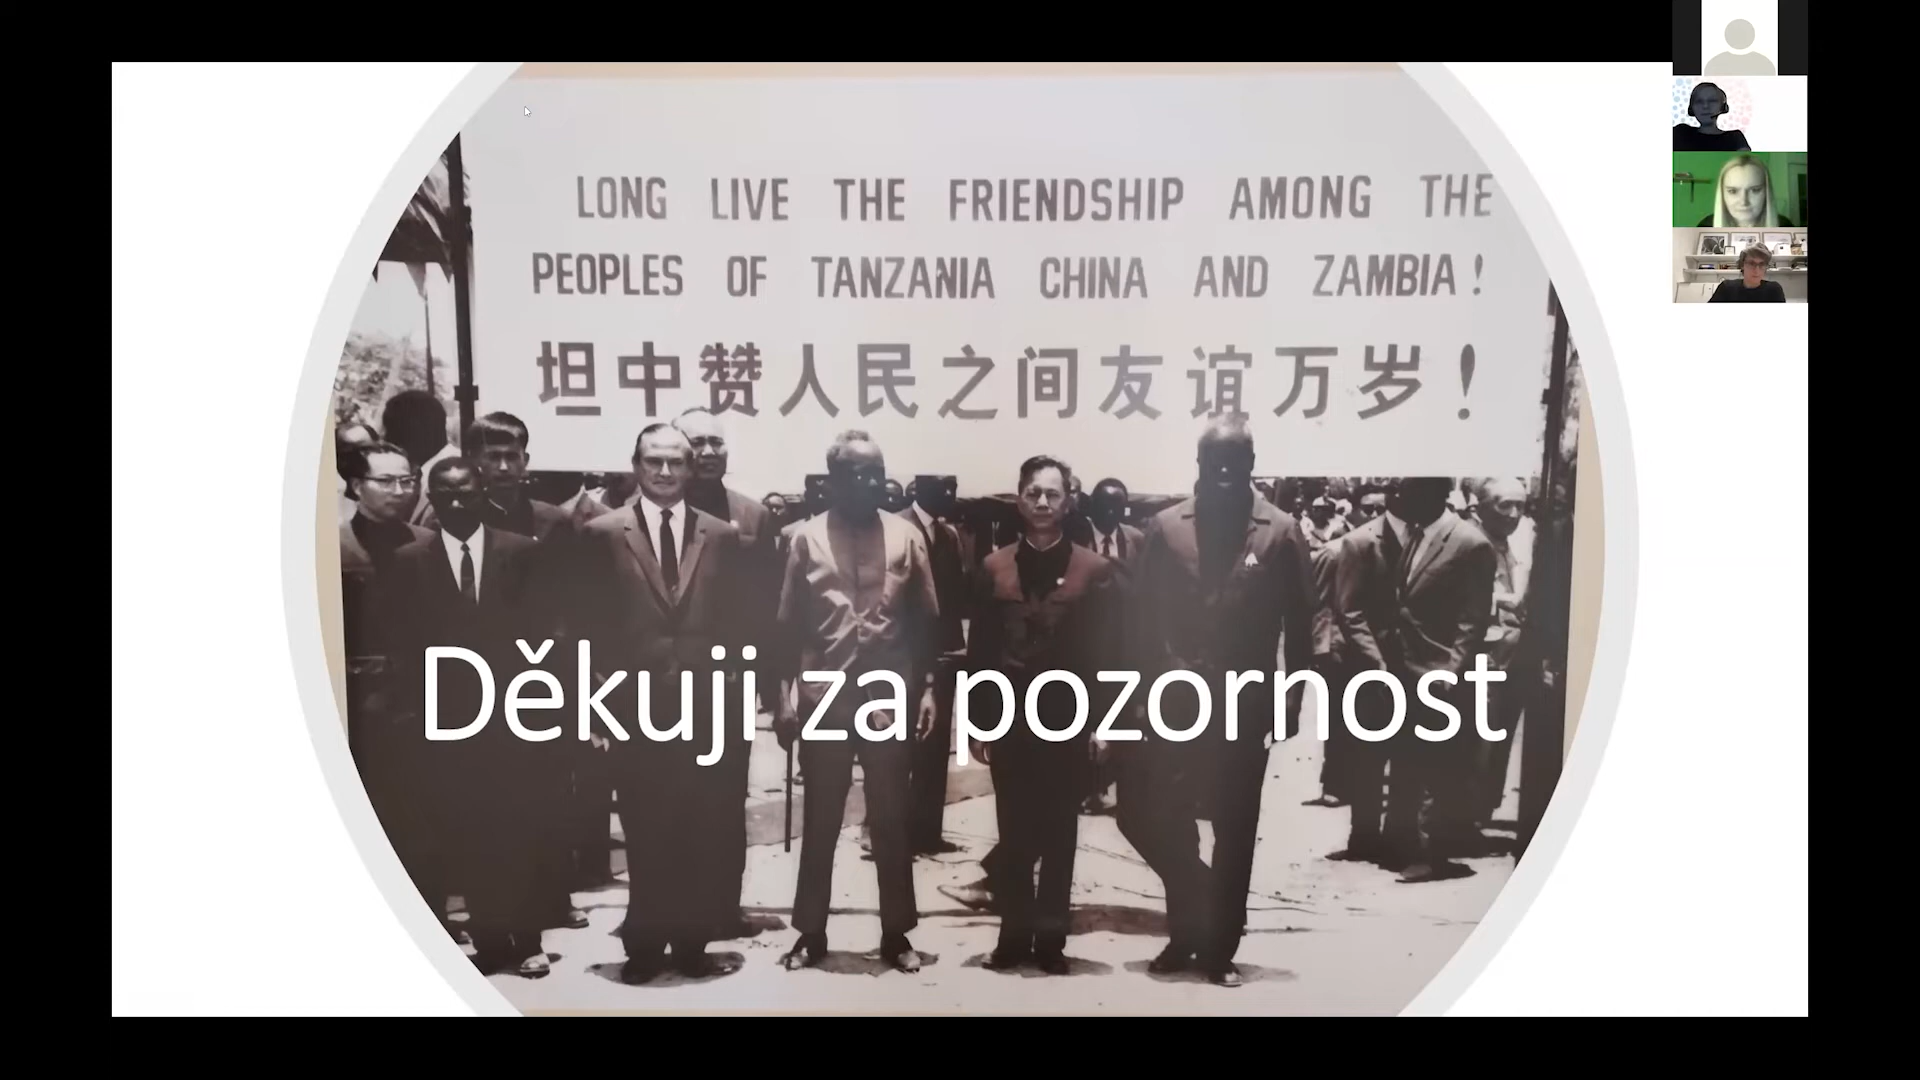 LONG LIVE THE FRIENDSHIP AMONG THE
PEOPLES OF TANZANIA CHINA AND ZAMBIA!
坦中赞人民之间友谊万岁!
Děkuji za pozornost